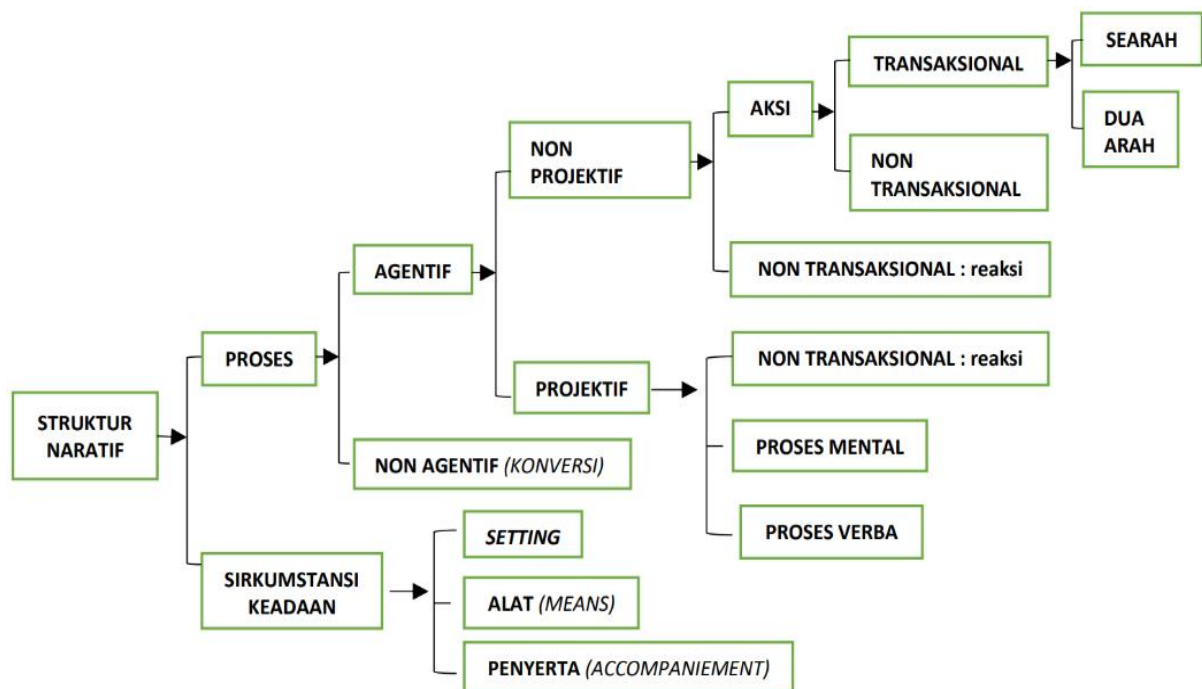 SEARAH
TRANSAKSIONAL
AKSI
DUA
ARAH
NON
PROJEKTIF
NON
TRANSAKSIONAL
AGENTIF
NON TRANSAKSIONAL : reaksi
PROSES
NON TRANSAKSIONAL : reaksi
PROJEKTIF
STRUKTUR
NARATIF
PROSES MENTAL
NON AGENTIF (KONVERSI)
PROSES VERBA
SETTING
SIRKUMSTANSI
KEADAAN
ALAT (MEANS)
PENYERTA (ACCOMPANIEMENT)